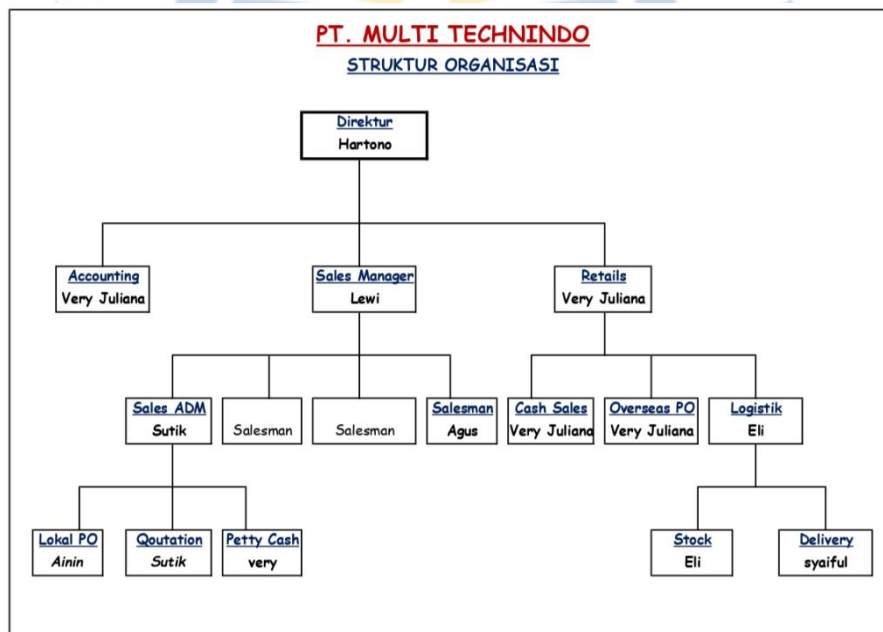 PT. MULTI TECHNINDO
STRUKTUR ORGANISASI
Direktur
Hartono
Accounting
Very Juliana
Sales Manager
Lewi
Retails
Very Juliana
Sales ADM
Sutik
Salesman
Salesman
Salesman
Agus
Cash Sales
Very Juliana
Overseas PO
Very Juliana
Logistik
Eli
Lokal PO
Ainin
Qoutation
Sutik
Petty Cash
very
Stock
Eli
Delivery
syaiful